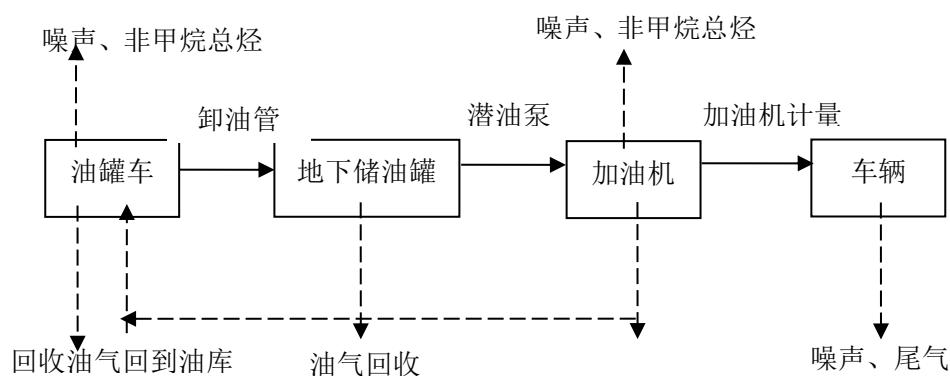 噪声、非甲烷总烃
噪声、非甲烷总烃
卸油管
潜油泵
加油机计量
油罐车
地下储油罐
加油机
车辆
回收油气回到油库
油气回收
噪声、尾气